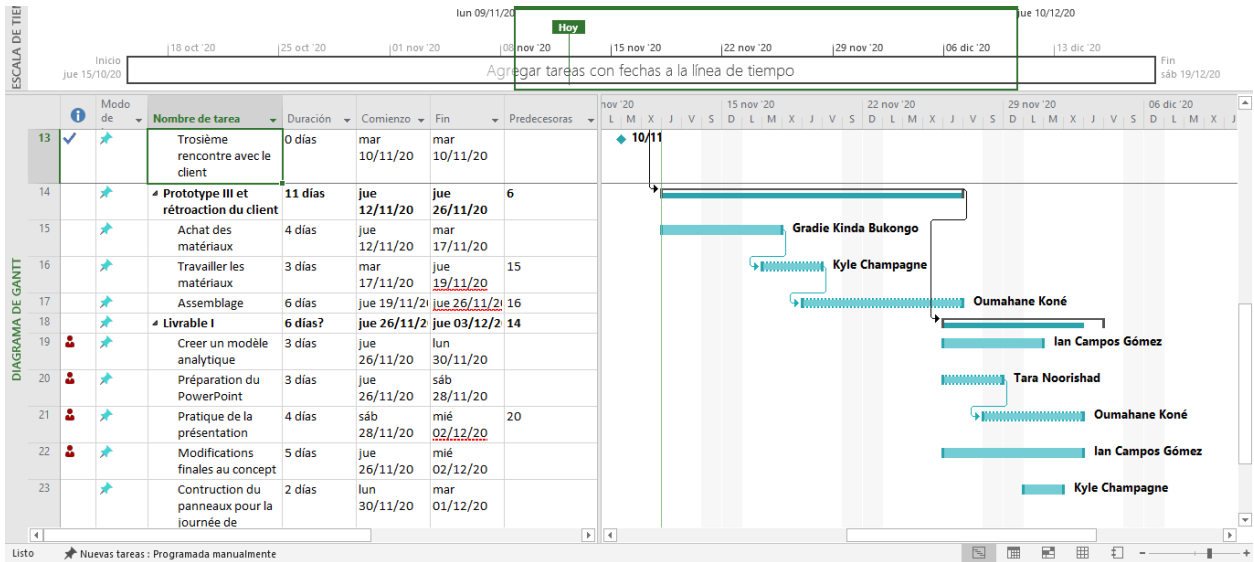 ESCALA DE TIEI
lun 09/11/20
jue 10/12/20
Hoy
18 oct '20 25 oct '20 01 nov '20 08 nov '20 15 nov '20 22 nov '20 29 nov '20 06 dic '20 13 dic '20
Inicio
jue 15/10/20
Agregar tareas con fechas a la línea de tiempo
Fin
sáb 19/12/20
DIAGRAMA DE GANTT
Modo
de Nombre de tarea Duración Comienzo Fin Predecesoras
nov '20 15 nov '20 22 nov '20 29 nov '20 06 dic '20
L M X J V S D L M X J V S D L M X J V S D L M X J V S D L M X J
13 Trosième 0 días mar mar 10/11
rencontre avec le 10/11/20 10/11/20
client
14 Prototype III et 11 días jue jue 6
rétroaction du client 12/11/20 26/11/20
15 Achat des 4 días jue mar Gradie Kinda Bukongo
matériaux 12/11/20 17/11/20
16 Travailler les 3 días mar jue 15 Kyle Champagne
matériaux 17/11/20 19/11/20
17 Assemblage 6 días jue 19/11/2 jue 26/11/2 16 Oumahane Koné
18 Livrable I 6 días? jue 26/11/2 jue 03/12/2 14
19 Creer un modèle 3 días jue lun Ian Campos Gómez
analytique 26/11/20 30/11/20
20 Préparation du 3 días jue sáb Tara Noorishad
PowerPoint 26/11/20 28/11/20
21 Pratique de la 4 días sáb mié 20 Oumahane Koné
présentation 28/11/20 02/12/20
22 Modifications 5 días jue mié Ian Campos Gómez
finales au concept 26/11/20 02/12/20
23 Contruction du 2 días lun mar Kyle Champagne
panneaux pour la 30/11/20 01/12/20
journée de
Listo Nuevas tareas : Programada manualmente